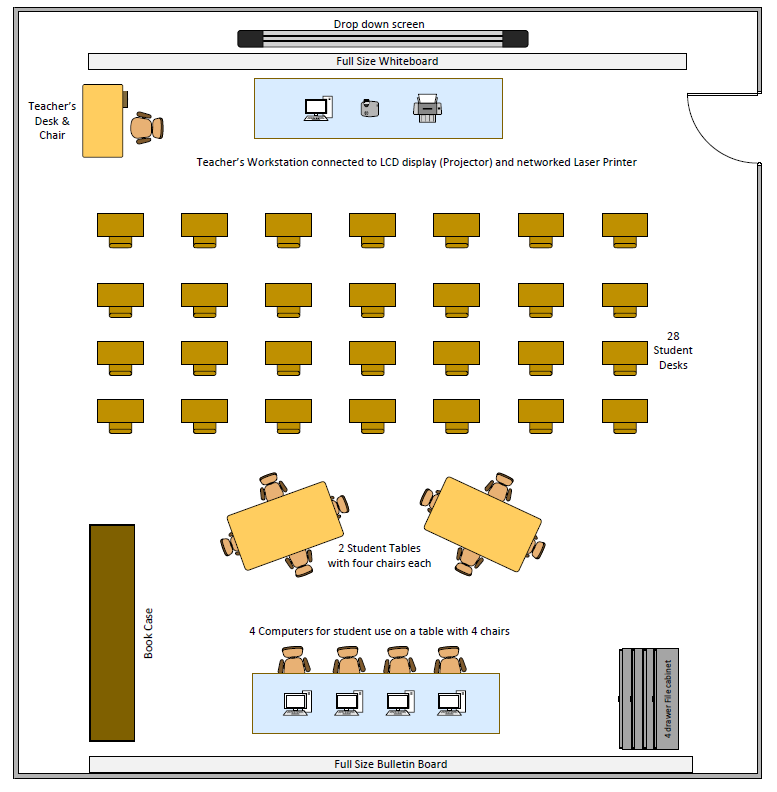 Drop down screen
Full Size Whiteboard
Teacher's
Desk &
Chair
Teacher's Workstation connected to LCD display (Projector) and networked Laser Printer
28
Student
Desks
2 Student Tables
with four chairs each
Book Case
4 Computers for student use on a table with 4 chairs
4 drawer File cabinet
Full Size Bulletin Board